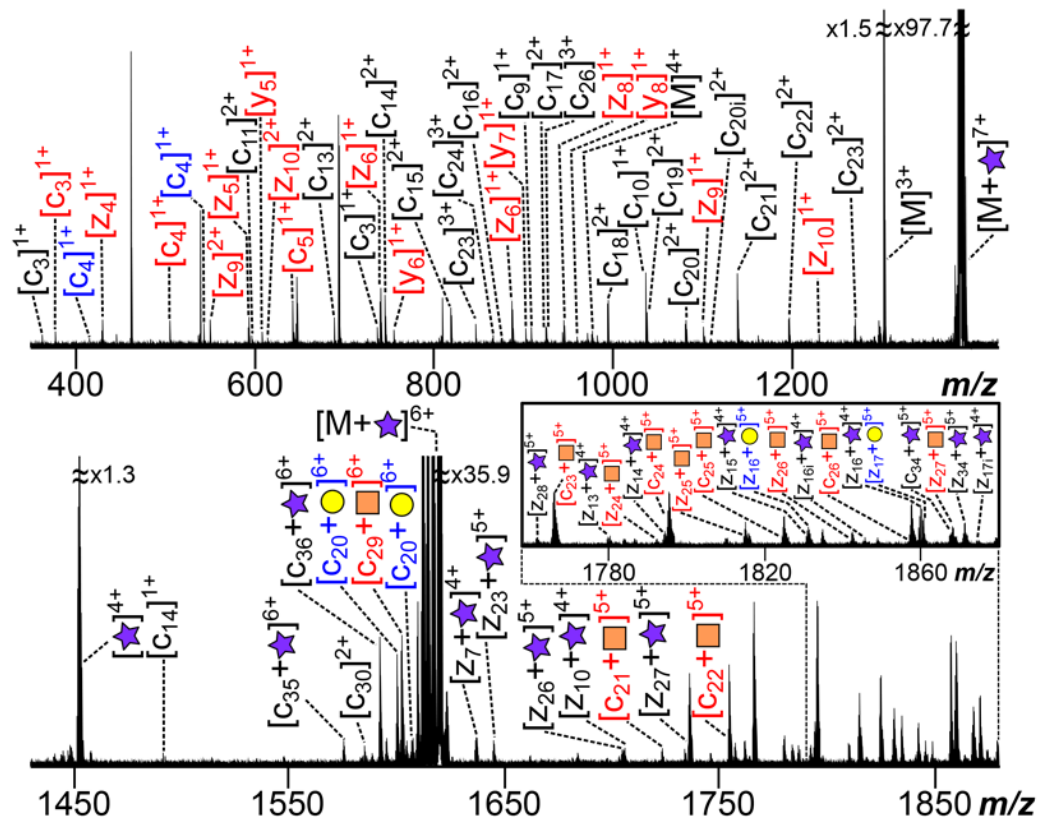 x1.5 ≈x97.7≈
[c3]1+
[c3]1+
[c4]1+
[z4]1+
[c4]1+
[c4]1+
[z9]2+
[z5]1+
[c11]2+
[y5]1+
[z10]2+
[c5]1+
[c13]2+
[c3]1+
[z6]1+
[c14]2+
[y6]1+
[c15]2+
[c23]3+
[c24]3+
[c16]2+
[z6]1+
[y7]1+
[c9]1+
[c17]2+
[c26]3+
[z8]1+
[y8]1+
[M]4+
[c18]2+
[c10]1+
[c19]2+
[c20]2+
[z9]1+
[c20i]2+
[c21]2+
[c22]2+
[z10]1+
[c23]2+
[M]3+
[M+★]7+
400 600 800 1000 1200 m/z
≈x1.3
[★]4+
[c14]1+
[c35+★]6+
[c30]2+
[c36+★]6+
[c20+●]6+
[c29+■]6+
[c20+●]6+
[M+★]6+
≈x35.9
[z7+★]4+
[z23+★]5+
[z26+★]5+
[z10+★]4+
[c21+■]5+
[z27+★]5+
[c22+■]5+
[z28+★]5+
[c23+■]5+
[z13+★]4+
[z24+■]5+
[z14+★]4+
[c24+■]5+
[z25+■]5+
[c25+■]5+
[z15+★]4+
[z16+●]5+
[z26+■]5+
[z16i+★]4+
[c26+■]5+
[z16+★]4+
[z17+●]5+
[c34+★]5+
[z27+■]5+
[z34+★]5+
[z17i+★]4+
1780 1820 1860 m/z
1450 1550 1650 1750 1850 m/z